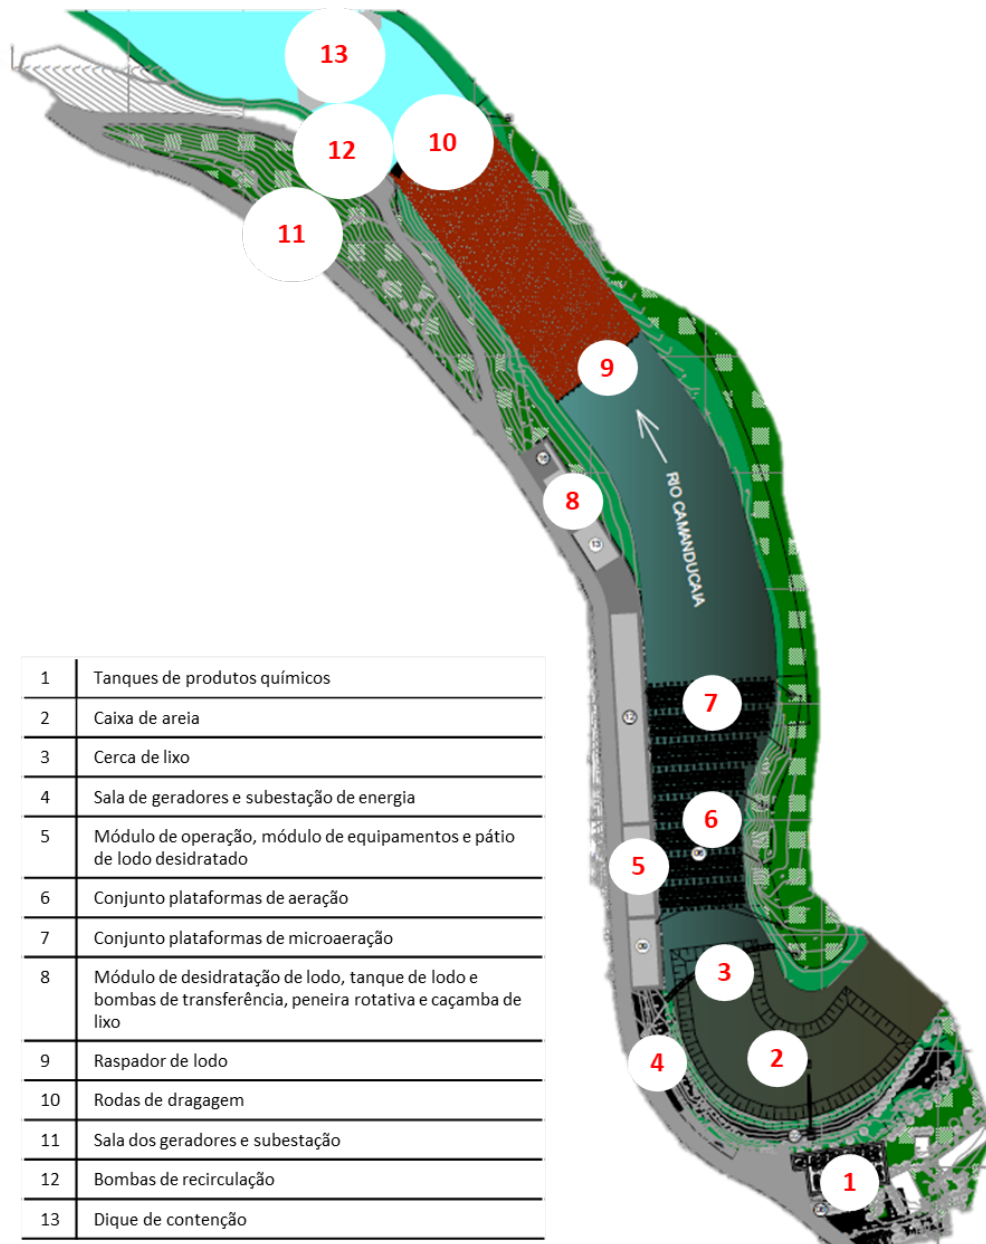 13
12
10
11
9
RIO CAMANDUCAIA
8
7
6
5
3
4
2
1
1 Tanques de produtos químicos
2 Caixa de areia
3 Cerca de lixo
4 Sala de geradores e subestação de energia
5 Módulo de operação, módulo de equipamentos e pátio
de lodo desidratado
6 Conjunto plataformas de aeração
7 Conjunto plataformas de microaeração
8 Módulo de desidratação de lodo, tanque de lodo e
bombas de transferência, peneira rotativa e caçamba de
lixo
9 Raspador de lodo
10 Rodas de dragagem
11 Sala dos geradores e subestação
12 Bombas de recirculação
13 Dique de contenção